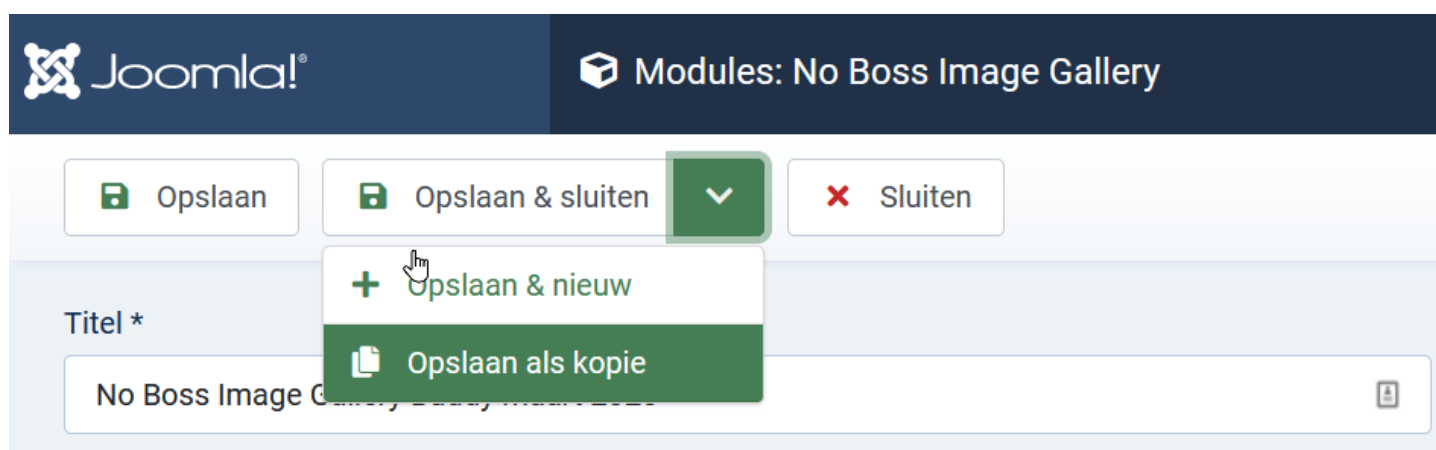 Joomla!®
Modules: No Boss Image Gallery
Opslaan
Opslaan & sluiten
Sluiten
Opslaan & nieuw
Titel *
Opslaan als kopie
No Boss Image